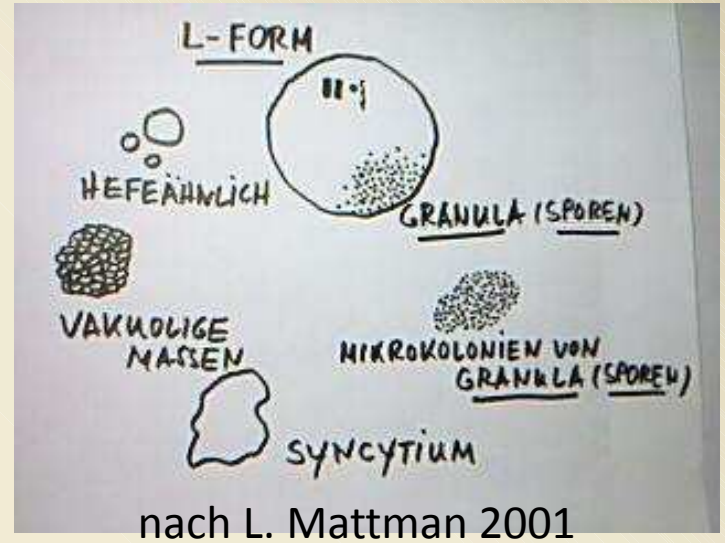 L-FORM
HEFEÄHNLICH
GRANULA (SPOREN)
VAKUOLIGE
MASSEN
MIKROKOLONIEN VON
GRANULA (SPOREN)
SYNCYTIUM
nach L. Mattman 2001